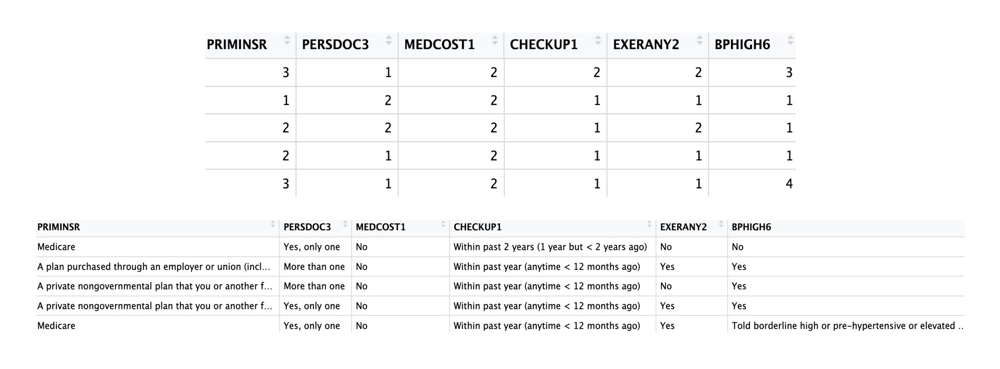 PRIMINSR PERSDOC3 MEDCOST1 CHECKUP1 EXERANY2 BPHIGH6
3 1 2 2 2 3
1 2 2 1 1 1
2 2 2 1 2 1
2 1 2 1 1 1
3 1 2 1 1 4
PRIMINSR PERSDOC3 MEDCOST1 CHECKUP1 EXERANY2 BPHIGH6
Medicare Yes, only one No Within past 2 years (1 year but < 2 years ago) No No
A plan purchased through an employer or union (incl... More than one No Within past year (anytime < 12 months ago) Yes Yes
A private nongovernmental plan that you or another f... More than one No Within past year (anytime < 12 months ago) No Yes
A private nongovernmental plan that you or another f... Yes, only one No Within past year (anytime < 12 months ago) Yes Yes
Medicare Yes, only one No Within past year (anytime < 12 months ago) Yes Told borderline high or pre-hypertensive or elevated ..